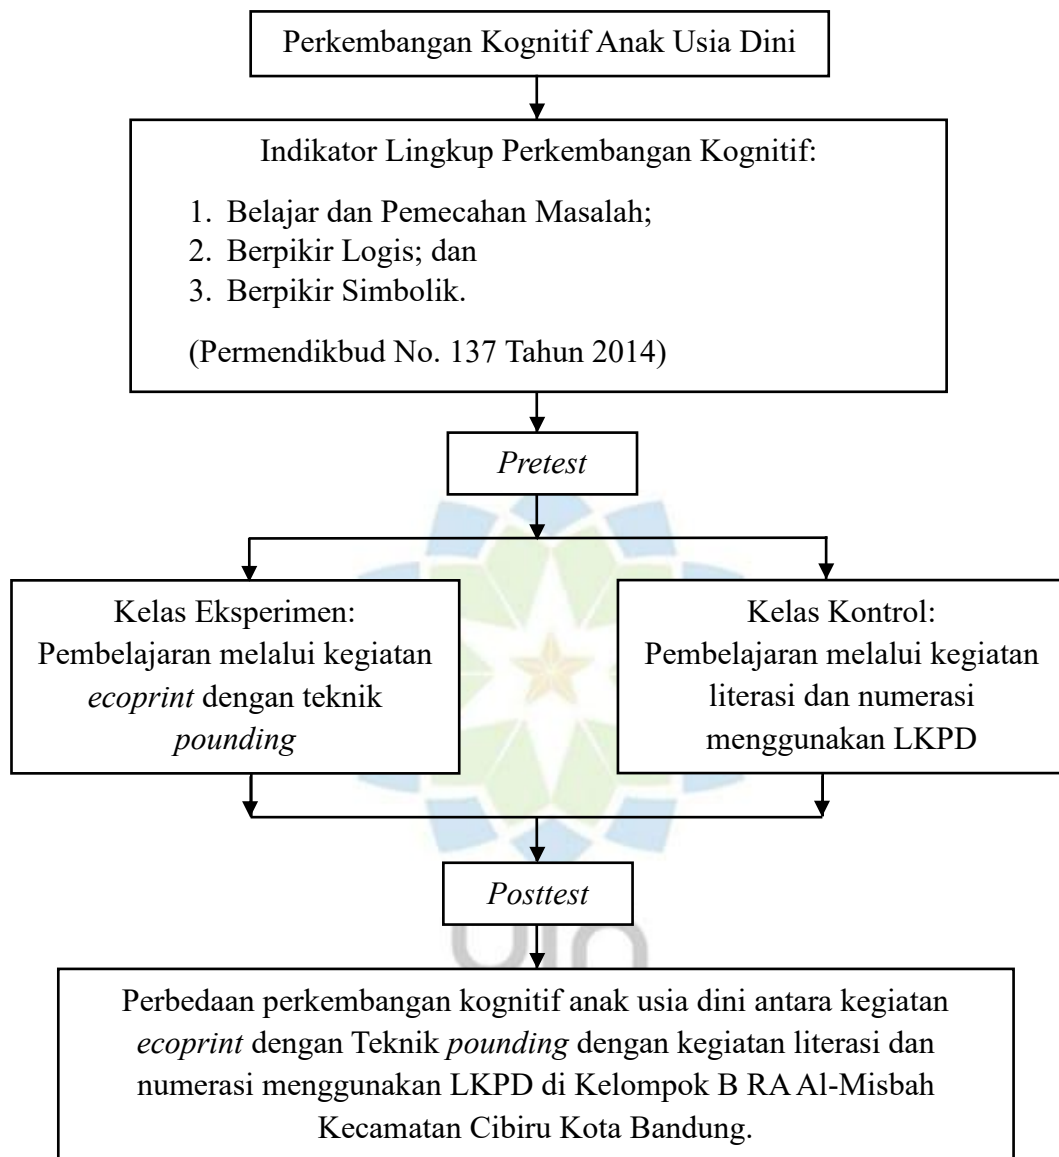 Perkembangan Kognitif Anak Usia Dini
Indikator Lingkup Perkembangan Kognitif:
1. Belajar dan Pemecahan Masalah;
2. Berpikir Logis; dan
3. Berpikir Simbolik.
(Permendikbud No. 137 Tahun 2014)
Pretest
Kelas Eksperimen:
Pembelajaran melalui kegiatan
ecoprint dengan teknik
pounding
Kelas Kontrol:
Pembelajaran melalui kegiatan
literasi dan numerasi
menggunakan LKPD
Posttest
uin
Perbedaan perkembangan kognitif anak usia dini antara kegiatan
ecoprint dengan Teknik pounding dengan kegiatan literasi dan
numerasi menggunakan LKPD di Kelompok B RA Al-Misbah
Kecamatan Cibiru Kota Bandung.